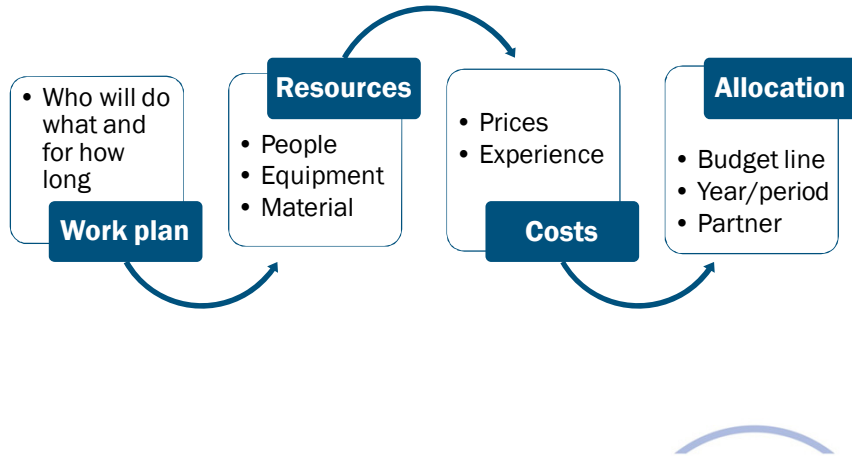 • Who will do
what and
for how
long
Work plan
Resources
• People
• Equipment
• Material
• Prices
• Experience
Costs
Allocation
• Budget line
• Year/period
• Partner